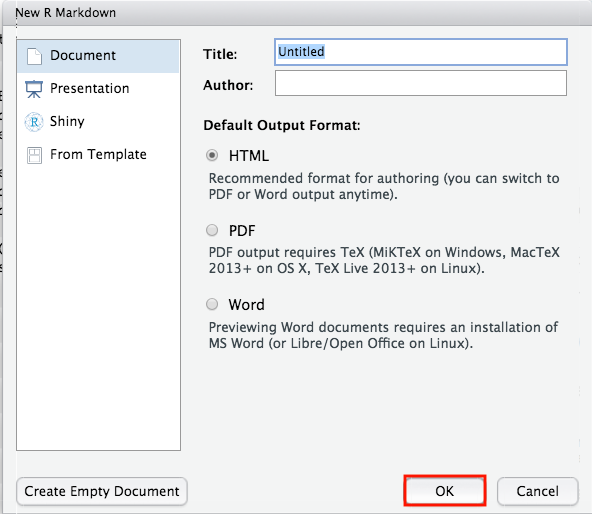 New R Markdown
Document
Presentation
Shiny
From Template
Title:
Untitled
Author:
Default Output Format:
HTML
Recommended format for authoring (you can switch to
PDF or Word output anytime).
PDF
PDF output requires TeX (MiKTeX on Windows, MacTeX
2013+ on OS X, TeX Live 2013+ on Linux).
Word
Previewing Word documents requires an installation of
MS Word (or Libre/Open Office on Linux).
Create Empty Document
OK
Cancel